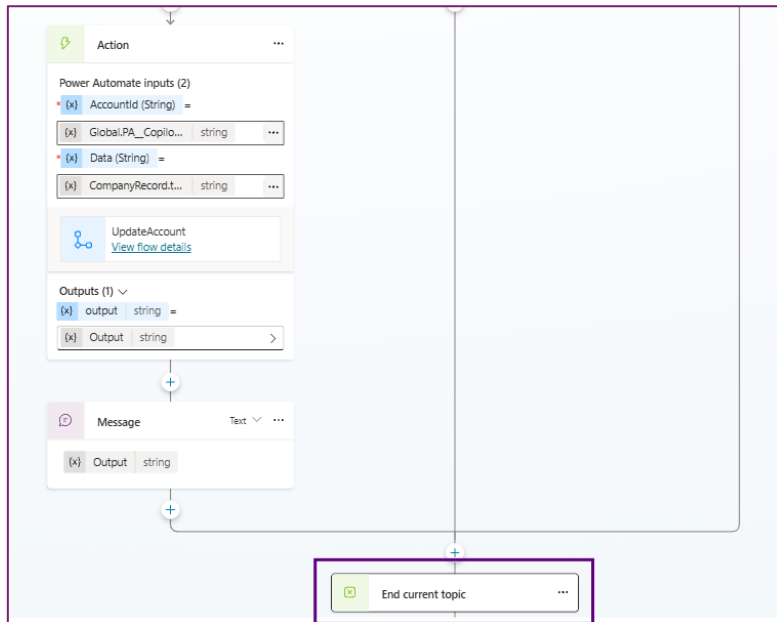 Action
Power Automate inputs (2)
* {x} AccountId (String) =
{x} Global.PA__Copilo... string ...
* {x} Data (String) =
{x} CompanyRecord.t... string ...
UpdateAccount
View flow details
Outputs (1)
{x} output string =
{x} Output string
Message Text
{x} Output string
End current topic